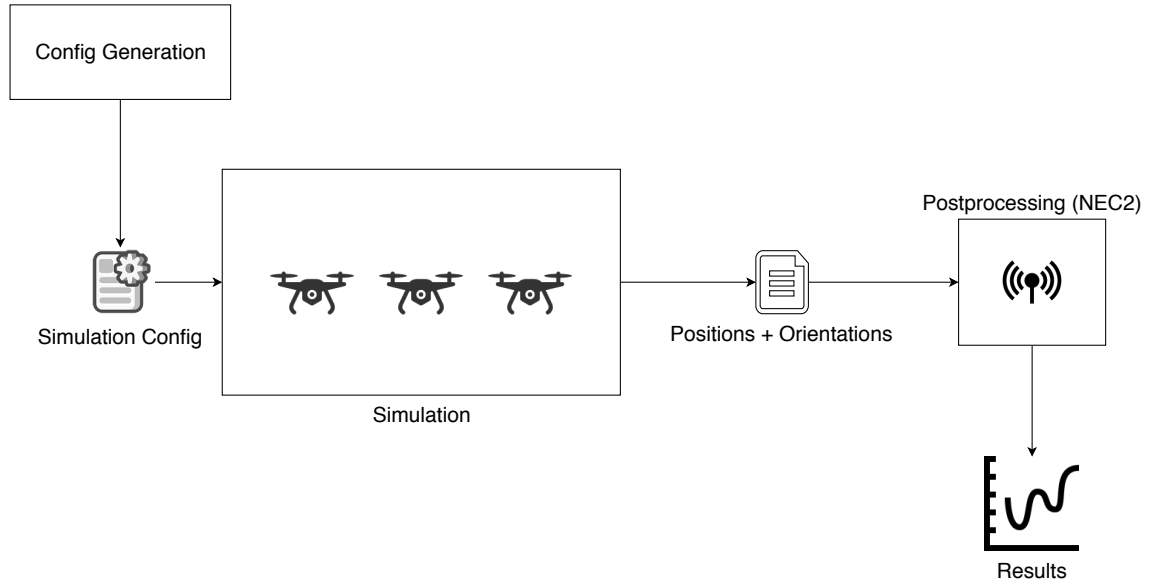 Config Generation
Simulation Config
Simulation
Positions + Orientations
Postprocessing (NEC2)
Results